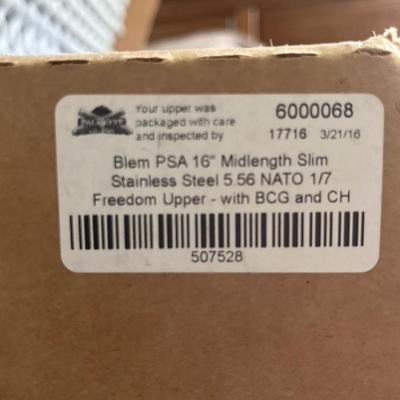 PALMETTO
Your upper was
packaged with care
and inspected by
6000068
17716 3/21/16
Blem PSA 16" Midlength Slim
Stainless Steel 5.56 NATO 1/7
Freedom Upper - with BCG and CH
507528